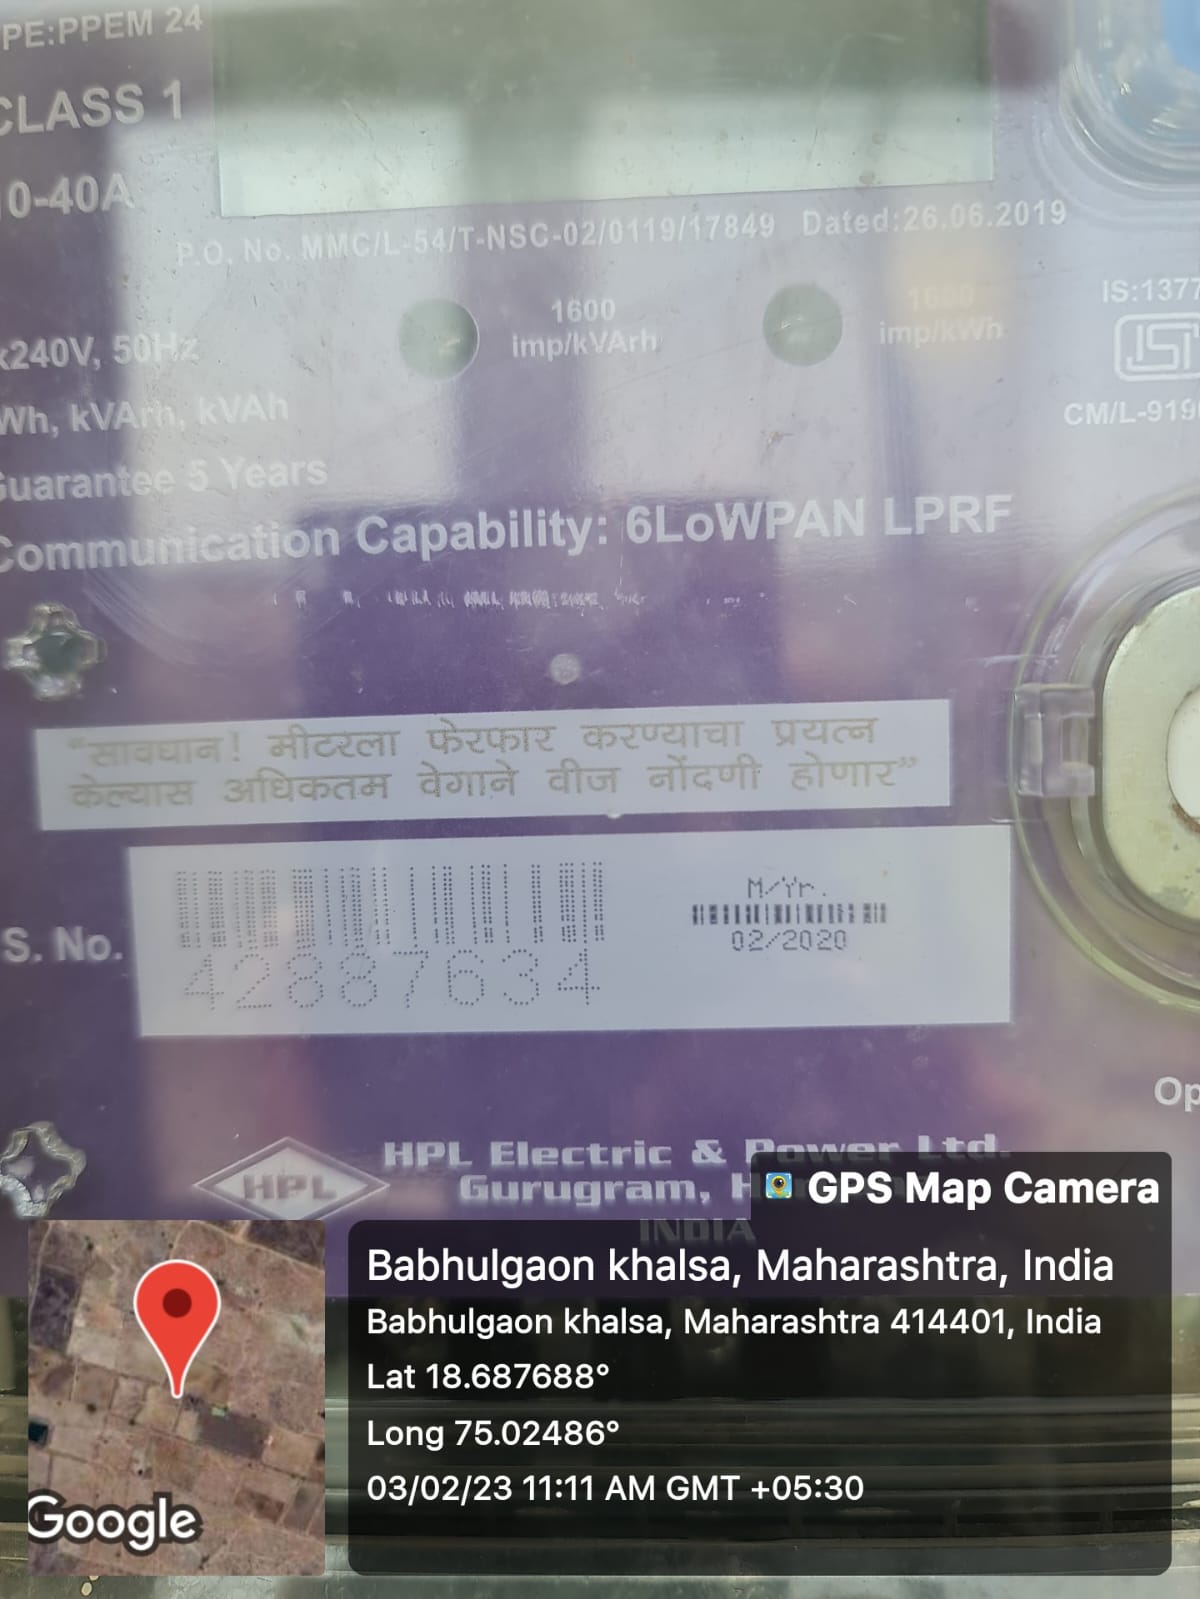 PE:PPEM 24
CLASS 1
0-40A
P.O. No. MMC/L-54/T-NSC-02/0119/17849 Dated:26.06.2019
x240V, 50Hz
1600
imp/kVArh
1600
imp/kWh
IS:1377
ISI
CM/L-919
Wh, kVArh, kVAh
Guarantee 5 Years
Communication Capability: 6LoWPAN LPRF
“सावधान! मीटरला फेरफार करण्याचा प्रयत्न
केल्यास अधिकतम वेगाने वीज नोंदणी होणार”
S. No.
42887634
M/Yr.
02/2020
Op
HPL
HPL Electric & Power Ltd.
Gurugram,
INDIA
GPS Map Camera
Babhulgaon khalsa, Maharashtra, India
Babhulgaon khalsa, Maharashtra 414401, India
Lat 18.687688°
Long 75.02486°
03/02/23 11:11 AM GMT +05:30
Google